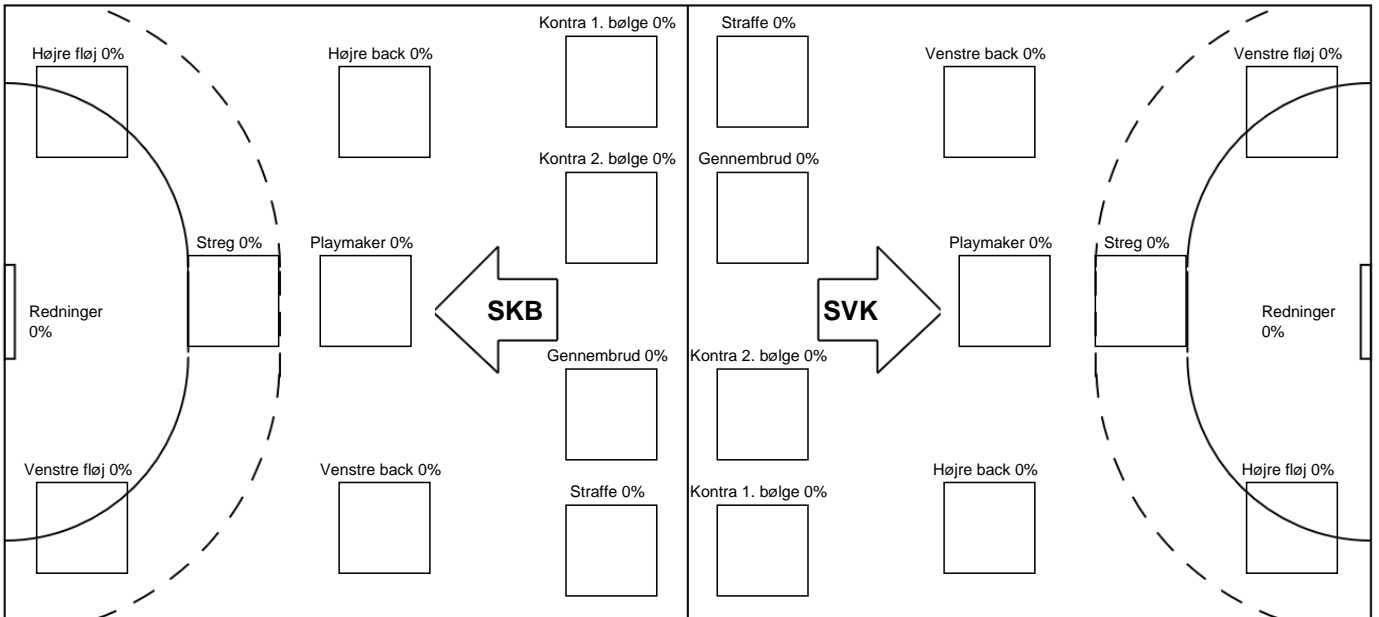 Kontra 1. bølge 0%
Straffe 0%
Højre fløj 0%
Højre back 0%
Venstre back 0%
Venstre fløj 0%
Kontra 2. bølge 0%
Gennembrud 0%
Streg 0%
Playmaker 0%
Playmaker 0%
Streg 0%
Redninger
0%
SKB
SVK
Redninger
0%
Gennembrud 0%
Kontra 2. bølge 0%
Venstre fløj 0%
Venstre back 0%
Højre back 0%
Højre fløj 0%
Straffe 0%
Kontra 1. bølge 0%